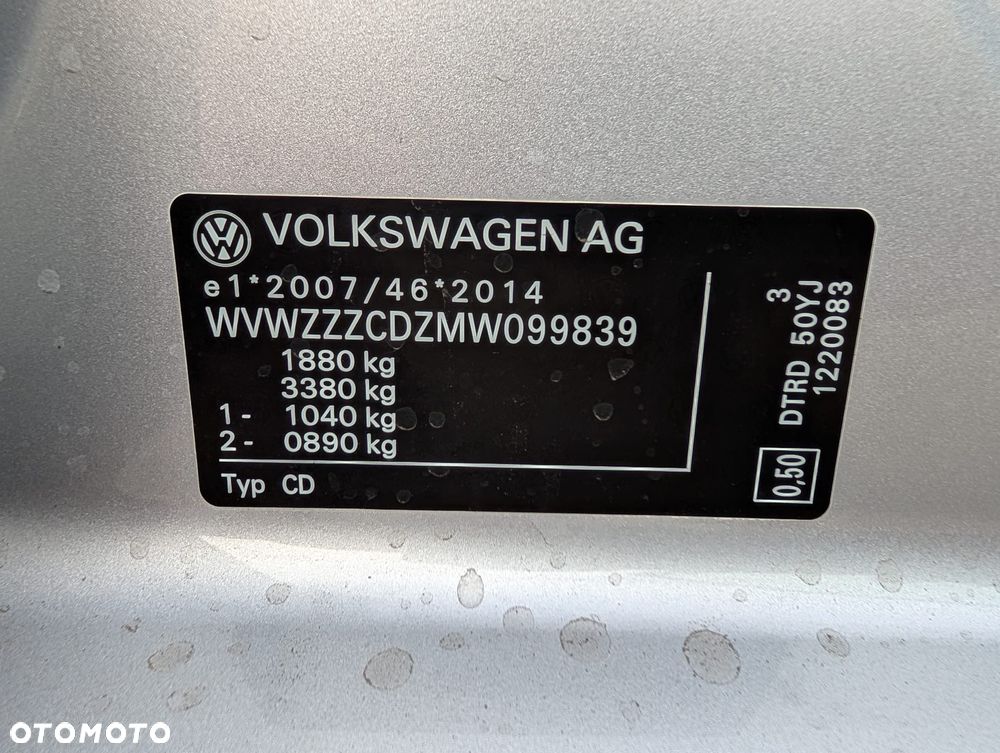 VOLKSWAGEN AG
e1*2007/46*2014
WVWZZZCDZMW099839
1880 kg
3380 kg
1- 1040 kg
2- 0890 kg
Typ CD
3
DTRD 50YJ
1220083
0,50
OTOMOTO